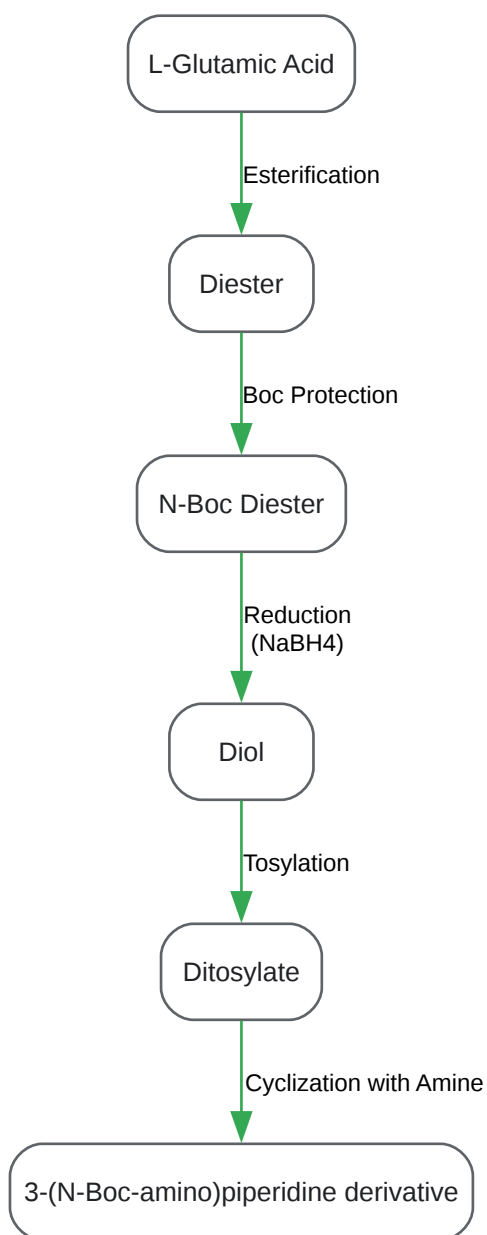 L-Glutamic Acid
Esterification
Diester
Boc Protection
N-Boc Diester
Reduction
(NaBH4)
Diol
Tosylation
Ditosylate
Cyclization with Amine
3-(N-Boc-amino)piperidine derivative